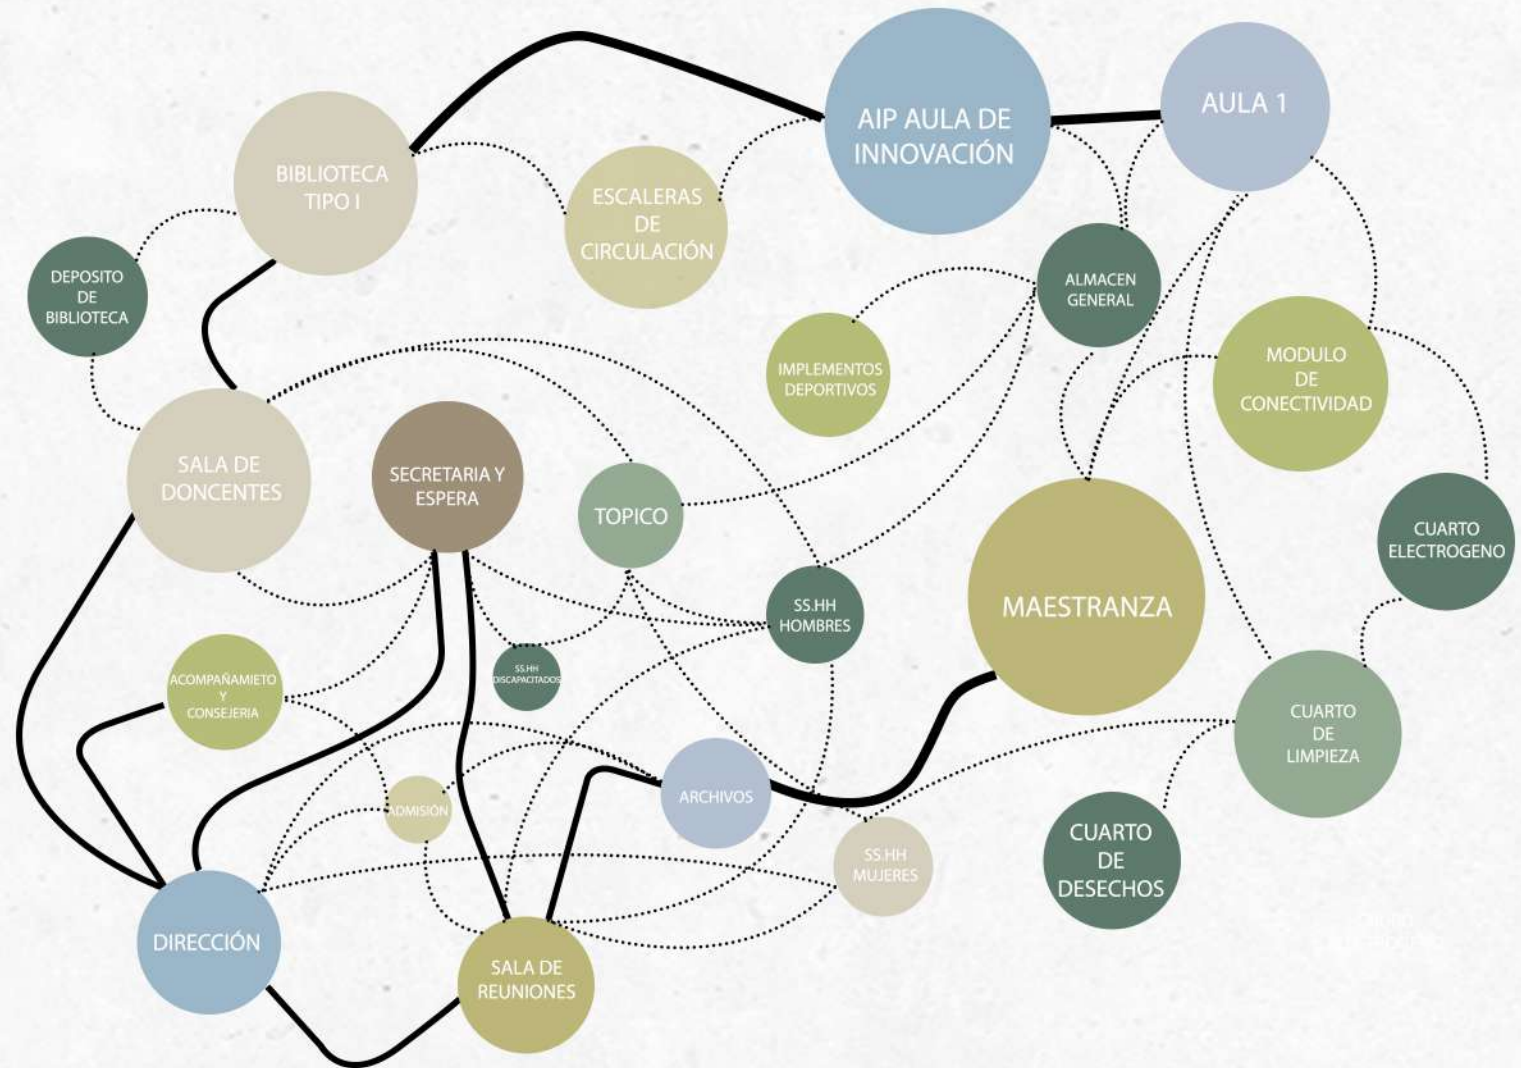 AIP AULA DE
INNOVACIÓN
AULA 1
BIBLIOTECA
TIPO I
ESCALERAS
DE
CIRCULACIÓN
DEPOSITO
DE
BIBLIOTECA
ALMACEN
GENERAL
IMPLEMENTOS
DEPORTIVOS
MODULO
DE
CONECTIVIDAD
SALA DE
DONCENTES
SECRETARIA Y
ESPERA
TOPICO
CUARTO
ELECTROGENO
SS.HH
HOMBRES
MAESTRANZA
SS.HH
DISCAPACITADOS
ACOMPAÑAMIETO
Y
CONSEJERIA
CUARTO
DE
LIMPIEZA
ADMISIÓN
ARCHIVOS
CUARTO
DE
DESECHOS
SS.HH
MUJERES
DIRECCIÓN
SALA DE
REUNIONES